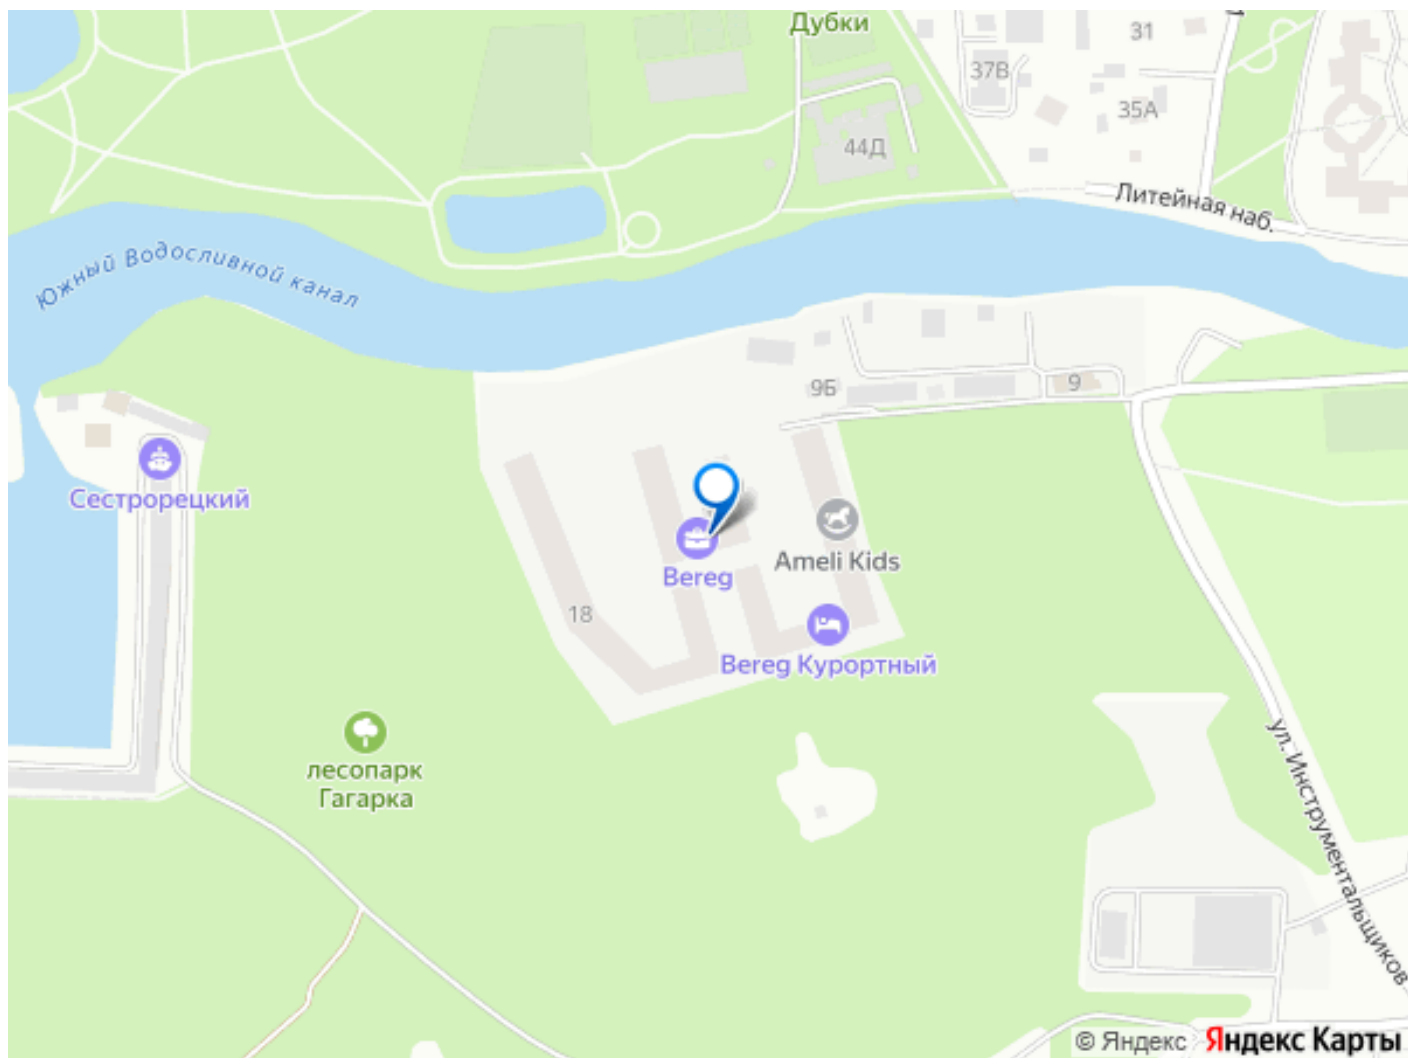 Дубки
31
37В
35А
44Д
Литейная наб.
Южный Водосливной канал
9Б
9
Сестрорецкий
Bereg
Ameli Kids
18
Bereg Курортный
лесопарк
Гагарка
ул. Инструментальщиков
© Яндекс Яндекс Карты